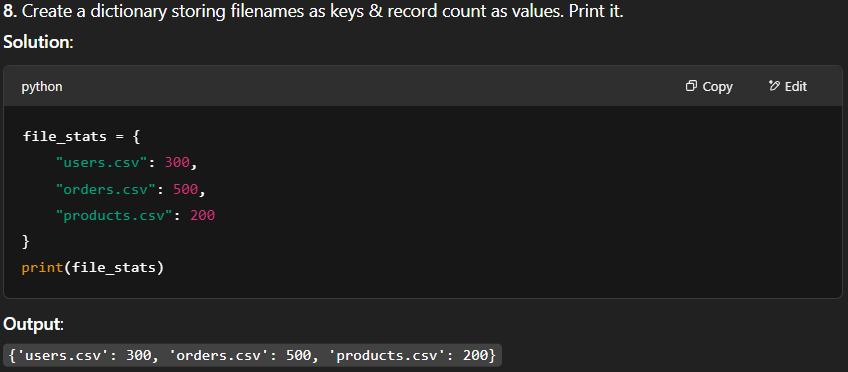 8. Create a dictionary storing filenames as keys & record count as values. Print it.
Solution:
python Copy Edit
file_stats = {
    "users.csv": 300,
    "orders.csv": 500,
    "products.csv": 200
}
print(file_stats)
Output:
{'users.csv': 300, 'orders.csv': 500, 'products.csv': 200}